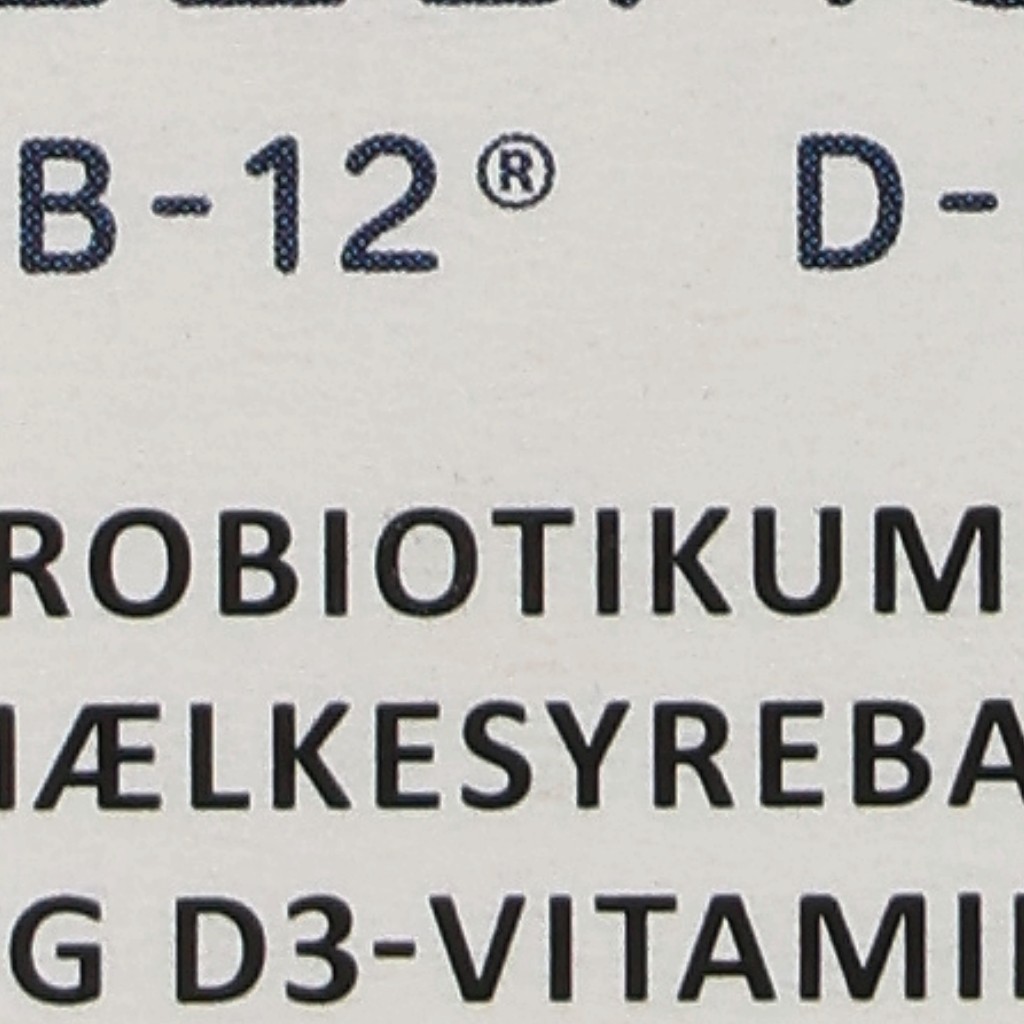 B-12® D-
ROBIOTIKUM
ÆLKESYREBA
G D3-VITAMI